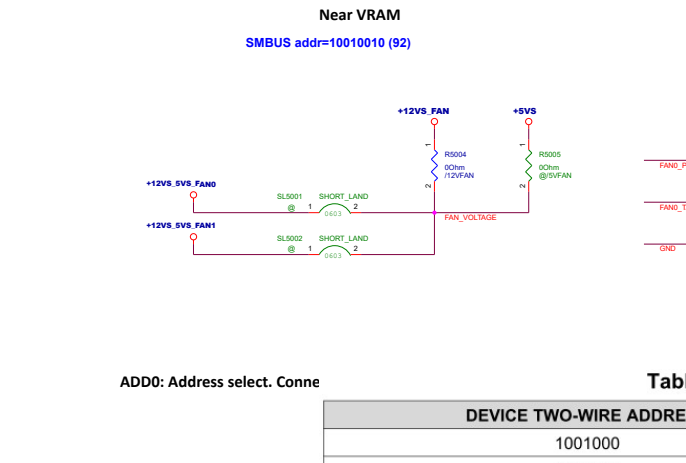 Near VRAM
SMBUS addr=10010010 (92)
+12VS_FAN
+5VS
1
1
R5004
0Ohm
/12VFAN
R5005
0Ohm
@/5VFAN
2
2
FAN0_P
+12VS_5VS_FAN0
SL5001 SHORT_LAND
@ 1 2
0603
FAN0_T
FAN_VOLTAGE
+12VS_5VS_FAN1
SL5002 SHORT_LAND
@ 1 2
0603
GND
ADD0: Address select. Conne
Tabl
DEVICE TWO-WIRE ADDRE
1001000